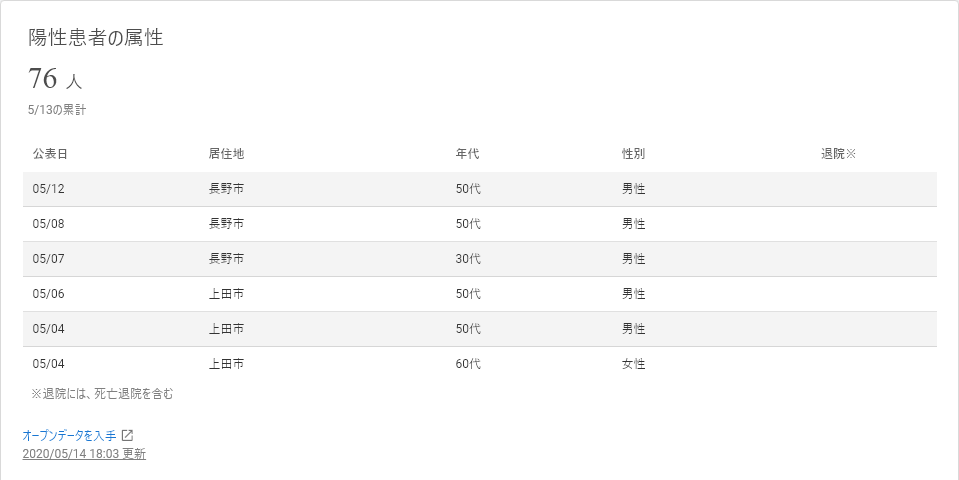 陽性患者の属性
76 人
5/13の累計
公表日 居住地 年代 性別 退院※
05/12 長野市 50代 男性
05/08 長野市 50代 男性
05/07 長野市 30代 男性
05/06 上田市 50代 男性
05/04 上田市 50代 男性
05/04 上田市 60代 女性
※退院には、死亡退院を含む
オープンデータを入手
2020/05/14 18:03 更新